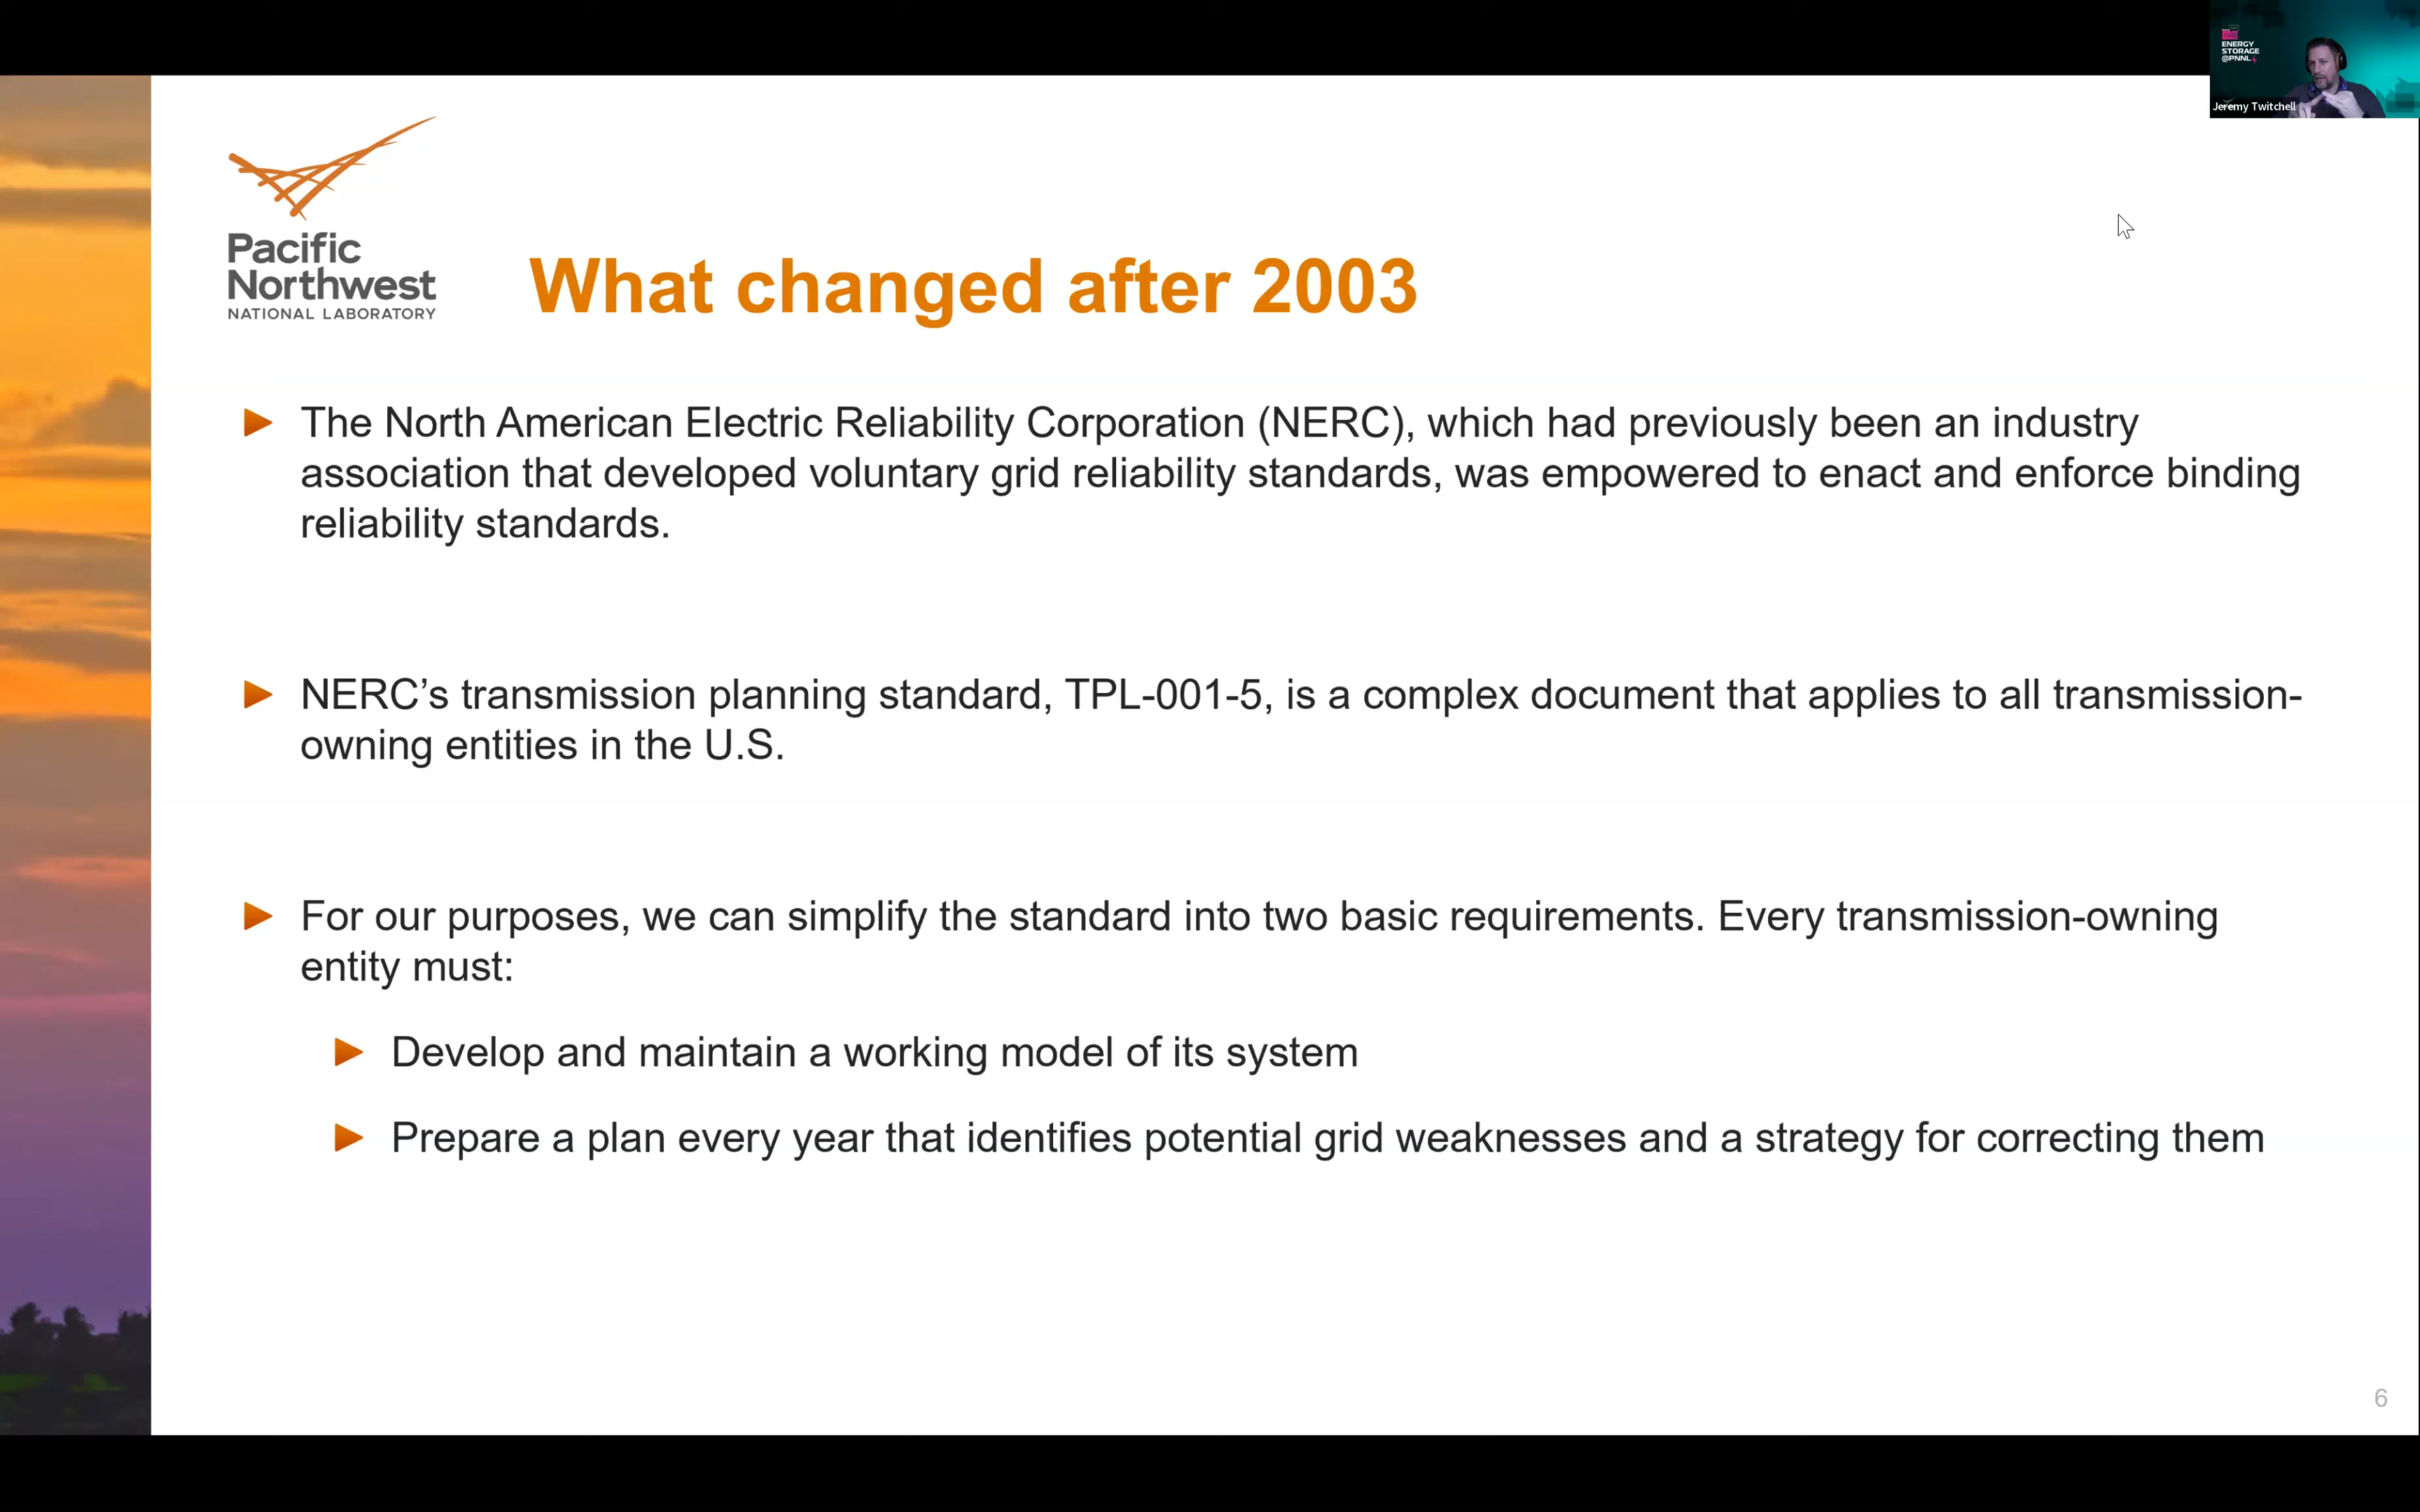 ENERGY
STORAGE
@PNNL
Jeremy Twitchell
Pacific
Northwest
NATIONAL LABORATORY
What changed after 2003
The North American Electric Reliability Corporation (NERC), which had previously been an industry
association that developed voluntary grid reliability standards, was empowered to enact and enforce binding
reliability standards.
NERC’s transmission planning standard, TPL-001-5, is a complex document that applies to all transmission-
owning entities in the U.S.
For our purposes, we can simplify the standard into two basic requirements. Every transmission-owning
entity must:
Develop and maintain a working model of its system
Prepare a plan every year that identifies potential grid weaknesses and a strategy for correcting them
6